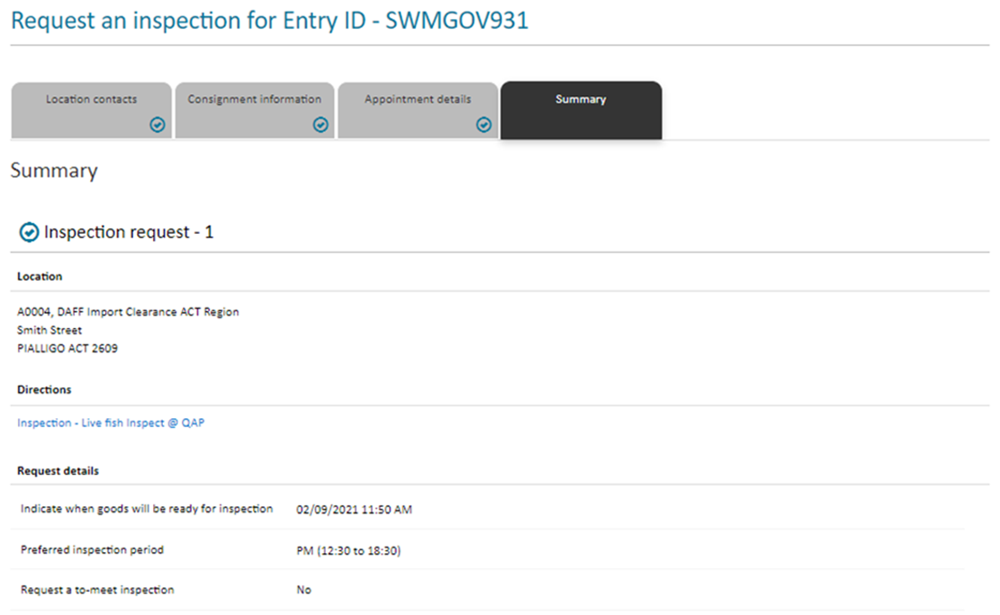 Request an inspection for Entry ID - SWMGOV931
Location contacts
Consignment information
Appointment details
Summary
Summary
Inspection request - 1
Location
A0004, DAFF Import Clearance ACT Region
Smith Street
PIALLIGO ACT 2609
Directions
Inspection - Live fish Inspect @ QAP
Request details
Indicate when goods will be ready for inspection 02/09/2021 11:50 AM
Preferred inspection period PM (12:30 to 18:30)
Request a to-meet inspection No